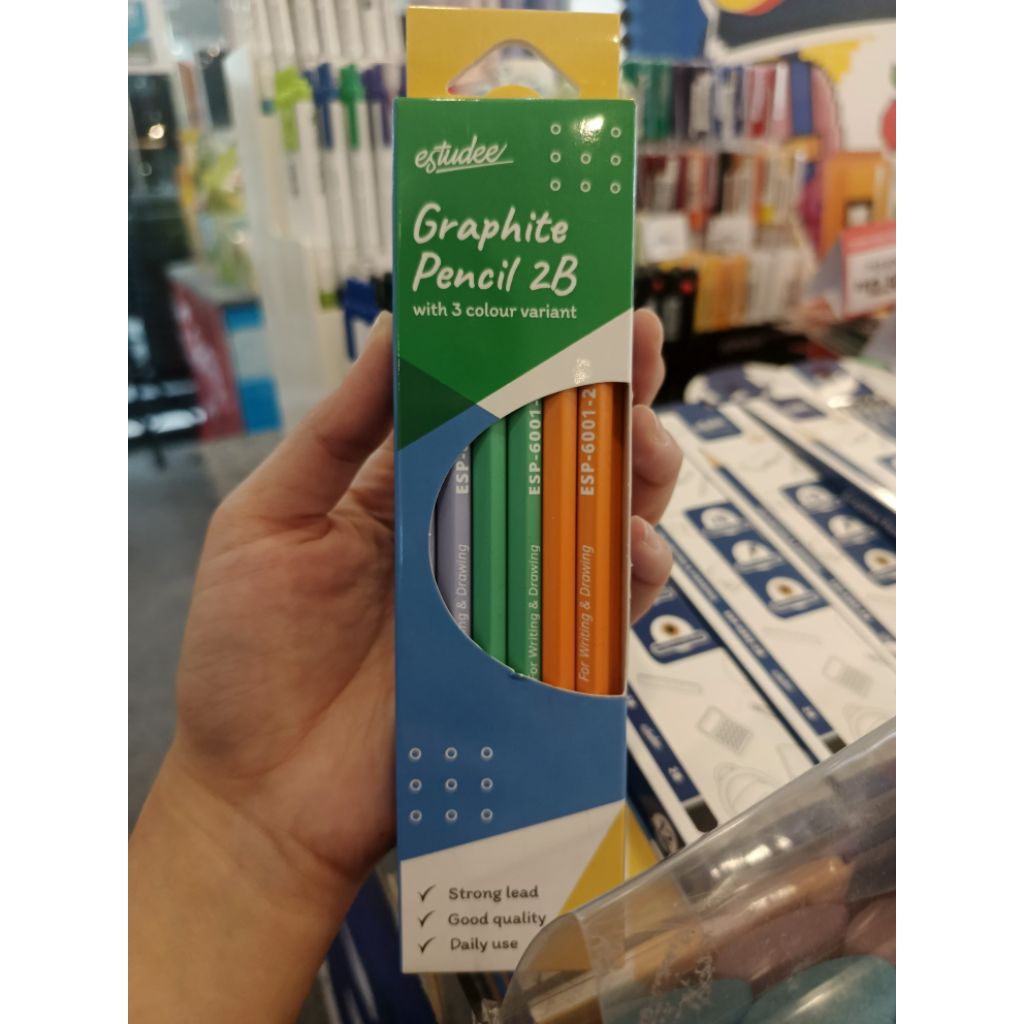 estudee
Graphite
Pencil 2B
with 3 colour variant
ESP-6001-
ESP-6001-2
For Writing & Drawing
For Writing & Drawing
Strong lead
Good quality
Daily use